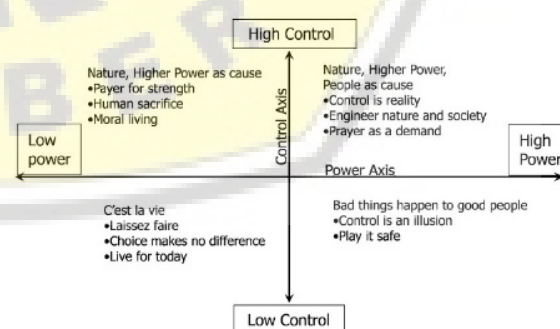 High Control
Nature, Higher Power as cause
•Payer for strength
•Human sacrifice
•Moral living
Nature, Higher Power,
People as cause
•Control is reality
•Engineer nature and society
•Prayer as a demand
Control Axis
Low
power
High
Power
Power Axis
C'est la vie
•Laissez faire
•Choice makes no difference
•Live for today
Bad things happen to good people
•Control is an illusion
•Play it safe
Low Control